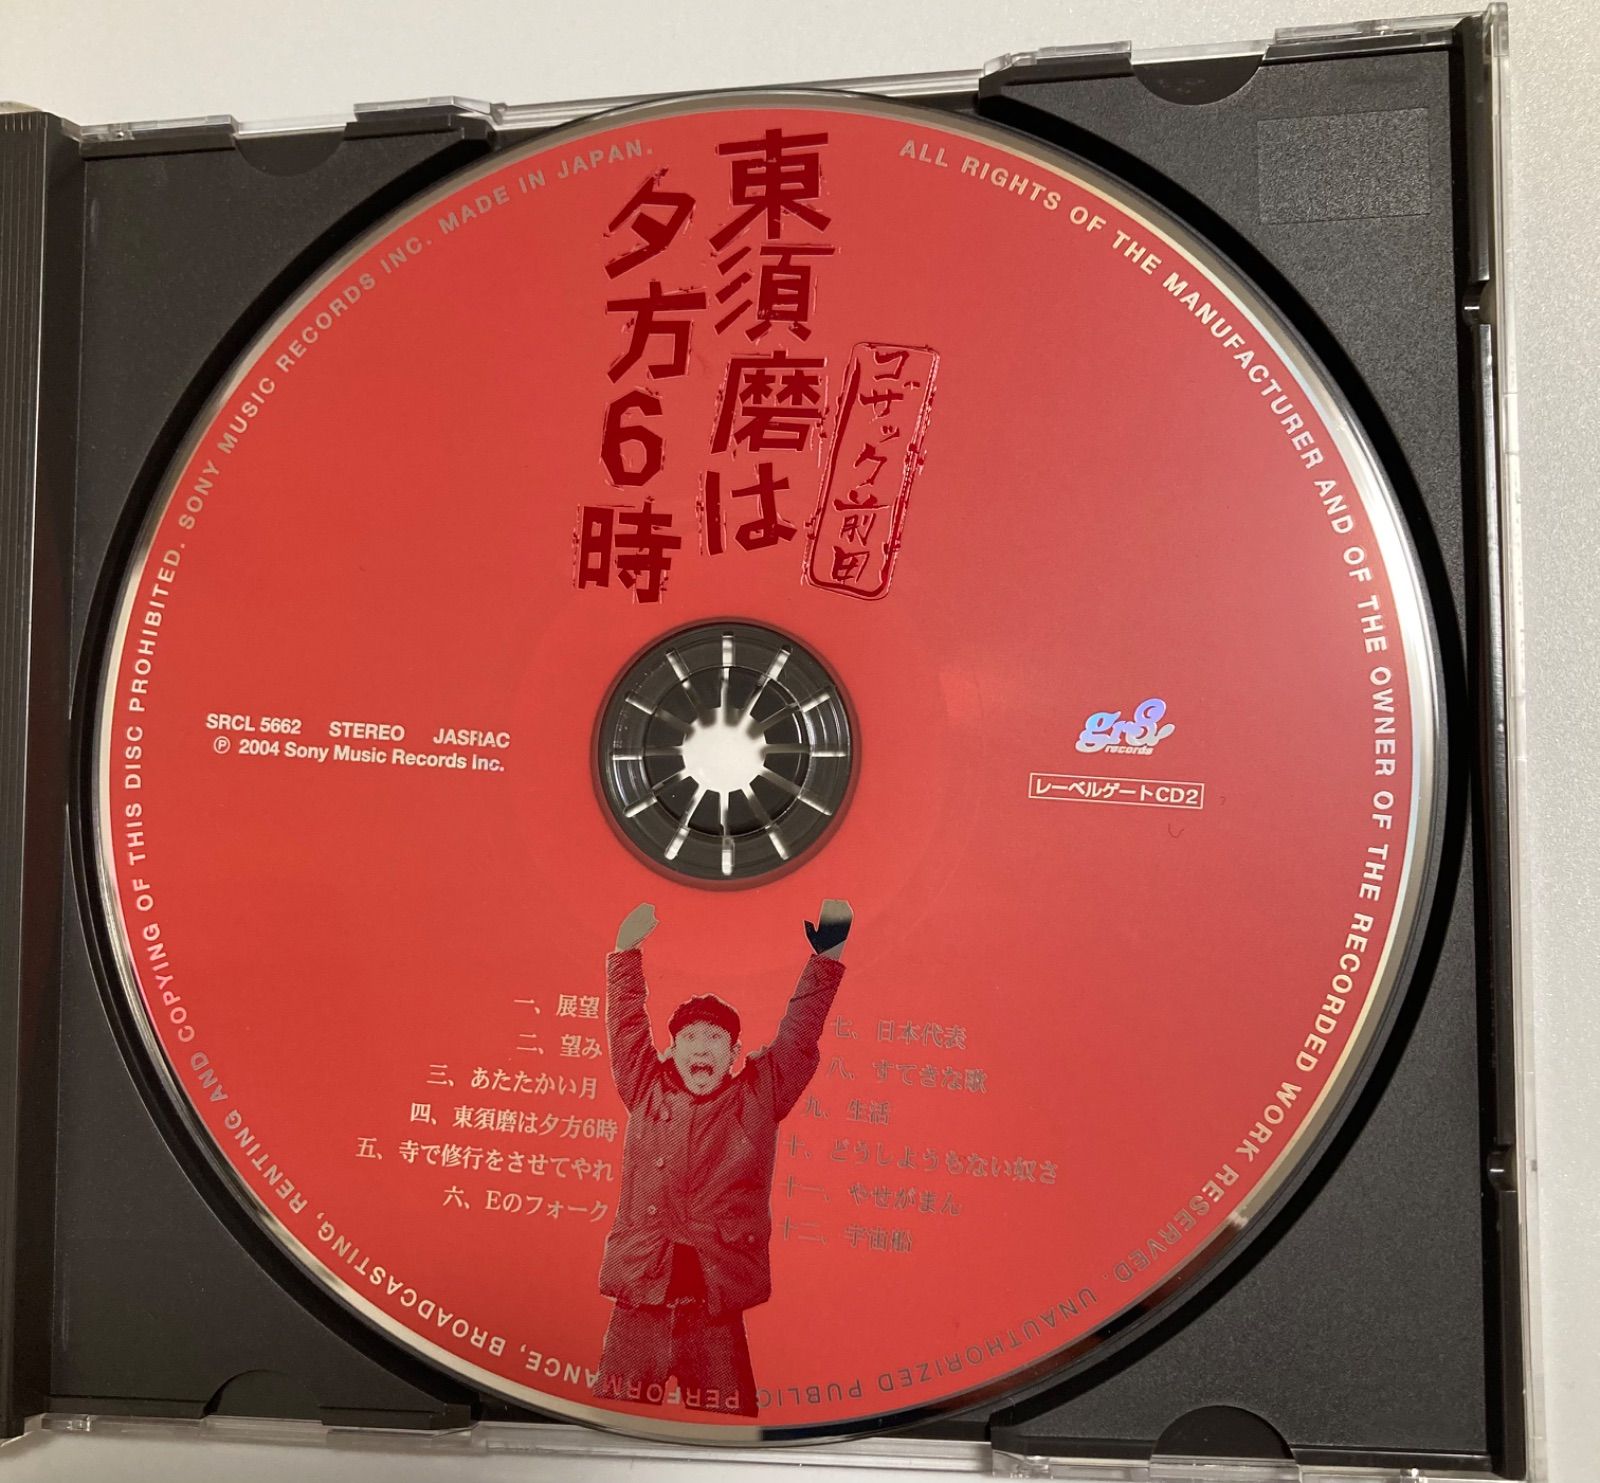 東須磨は
夕方6時
コザック前田
SRCL 5662 STEREO JASRAC
Ⓟ 2004 Sony Music Records Inc.
gr8!
records
レーベルゲートCD2
一、展望
二、望み
三、あたたかい月
四、東須磨は夕方6時
五、寺で修行をさせてやれ
六、Eのフォーク
七、日本代表
八、すてきな歌
九、生活
十、どうしようもない奴さ
十一、やせがまん
十二、宇宙船
ALL RIGHTS OF THE MANUFACTURER AND OF THE OWNER OF THE RECORDED WORK RESERVED. UNAUTHORIZED PUBLIC PERFORMANCE, BROADCASTING, RENTING AND COPYING OF THIS DISC PROHIBITED. SONY MUSIC RECORDS INC. MADE IN JAPAN.